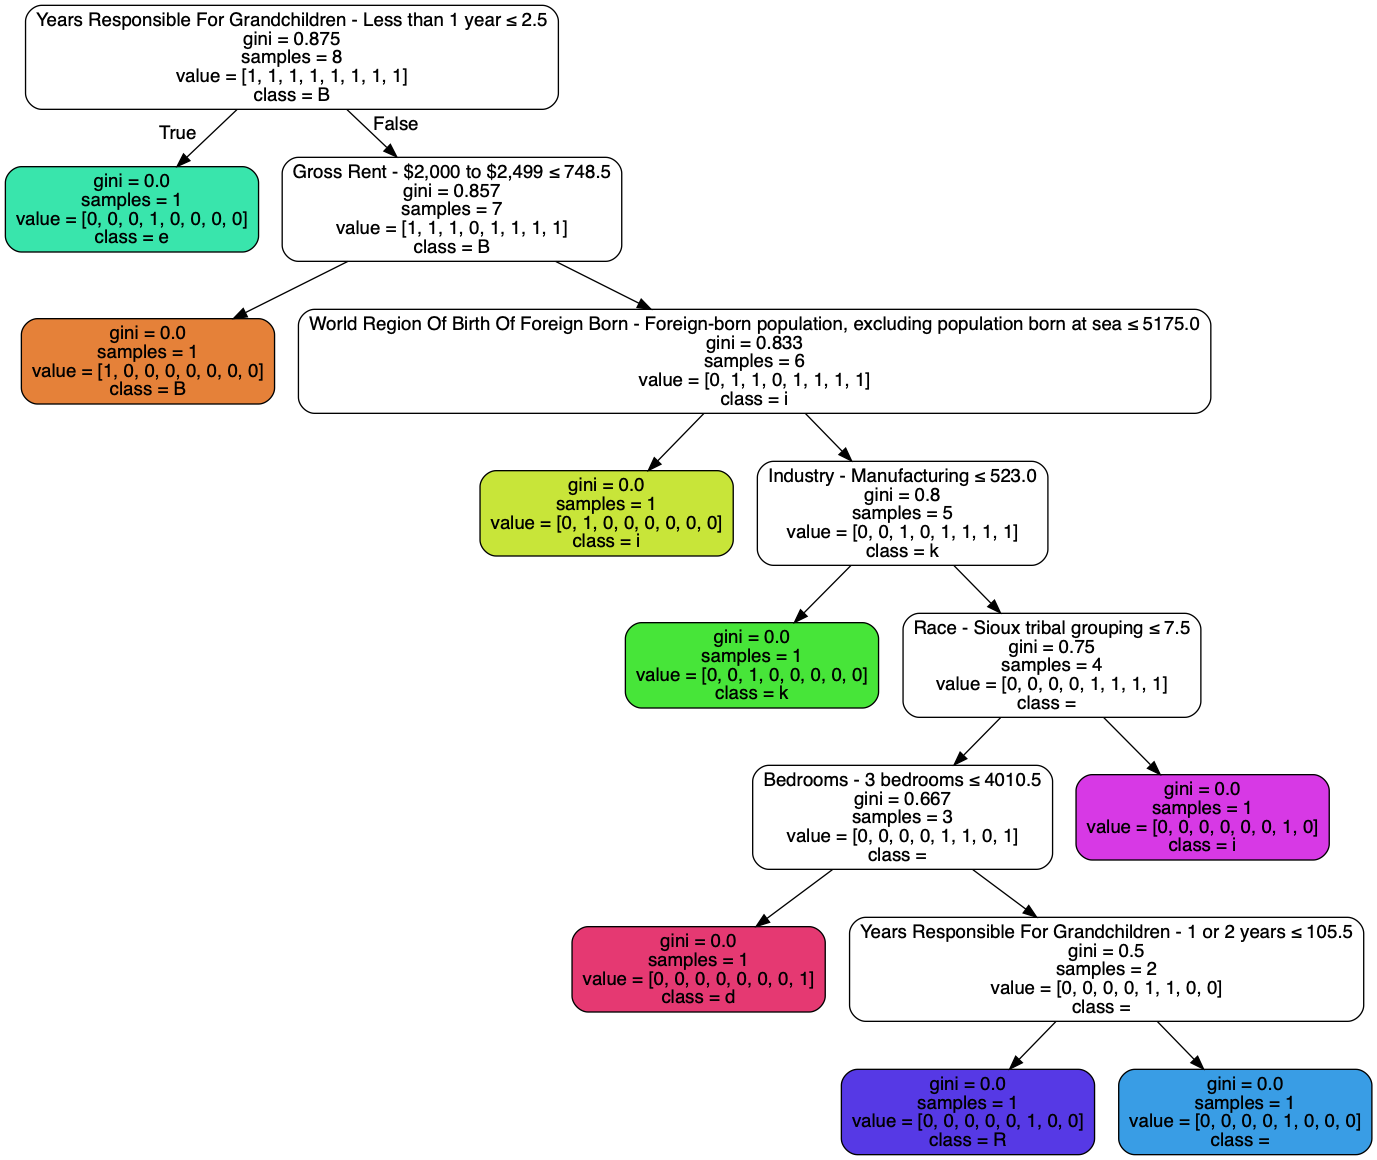 Years Responsible For Grandchildren - Less than 1 year ≤ 2.5
gini = 0.875
samples = 8
value = [1, 1, 1, 1, 1, 1, 1, 1]
class = B
True
False
gini = 0.0
samples = 1
value = [0, 0, 0, 1, 0, 0, 0, 0]
class = e
Gross Rent - $2,000 to $2,499 ≤ 748.5
gini = 0.857
samples = 7
value = [1, 1, 1, 0, 1, 1, 1, 1]
class = B
gini = 0.0
samples = 1
value = [1, 0, 0, 0, 0, 0, 0, 0]
class = B
World Region Of Birth Of Foreign Born - Foreign-born population, excluding population born at sea ≤ 5175.0
gini = 0.833
samples = 6
value = [0, 1, 1, 0, 1, 1, 1, 1]
class = i
gini = 0.0
samples = 1
value = [0, 1, 0, 0, 0, 0, 0, 0]
class = i
Industry - Manufacturing ≤ 523.0
gini = 0.8
samples = 5
value = [0, 0, 1, 0, 1, 1, 1, 1]
class = k
gini = 0.0
samples = 1
value = [0, 0, 1, 0, 0, 0, 0, 0]
class = k
Race - Sioux tribal grouping ≤ 7.5
gini = 0.75
samples = 4
value = [0, 0, 0, 0, 1, 1, 1, 1]
class =
Bedrooms - 3 bedrooms ≤ 4010.5
gini = 0.667
samples = 3
value = [0, 0, 0, 0, 1, 1, 0, 1]
class =
gini = 0.0
samples = 1
value = [0, 0, 0, 0, 0, 0, 1, 0]
class = i
gini = 0.0
samples = 1
value = [0, 0, 0, 0, 0, 0, 0, 1]
class = d
Years Responsible For Grandchildren - 1 or 2 years ≤ 105.5
gini = 0.5
samples = 2
value = [0, 0, 0, 0, 1, 1, 0, 0]
class =
gini = 0.0
samples = 1
value = [0, 0, 0, 0, 0, 1, 0, 0]
class = R
gini = 0.0
samples = 1
value = [0, 0, 0, 0, 1, 0, 0, 0]
class =